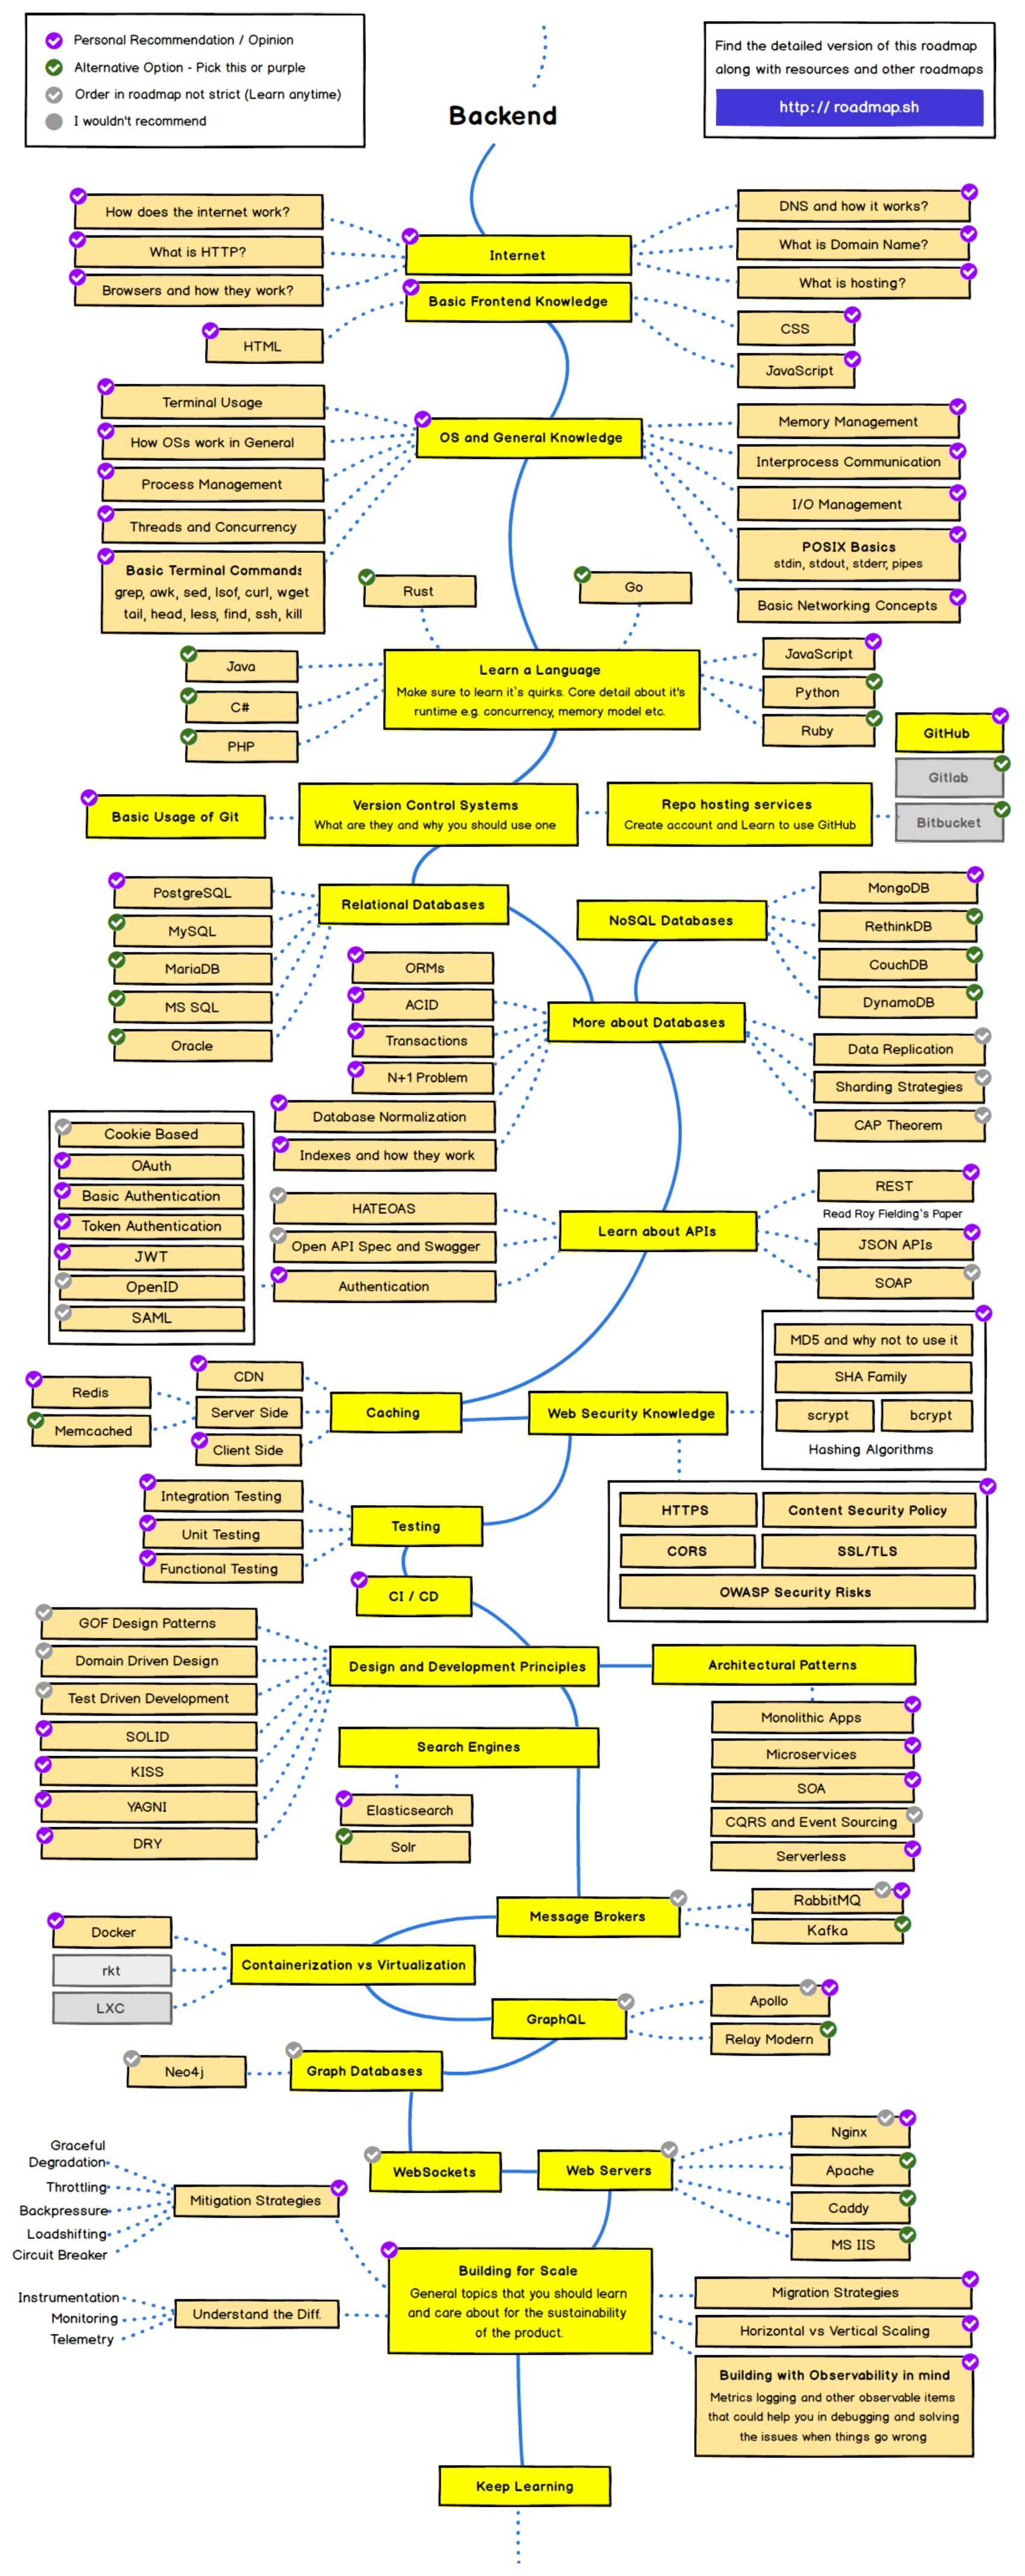 Personal Recommendation / Opinion
Alternative Option - Pick this or purple
Order in roadmap not strict (Learn anytime)
I wouldn't recommend
Find the detailed version of this roadmap
along with resources and other roadmaps
http://roadmap.sh
Backend
How does the internet work?
What is HTTP?
Browsers and how they work?
Internet
DNS and how it works?
What is Domain Name?
What is hosting?
Basic Frontend Knowledge
HTML
CSS
JavaScript
Terminal Usage
How OSs work in General
Process Management
Threads and Concurrency
Basic Terminal Commands
grep, awk, sed, lsof, curl, wget
tail, head, less, find, ssh, kill
OS and General Knowledge
Memory Management
Interprocess Communication
I/O Management
POSIX Basics
stdin, stdout, stderr, pipes
Basic Networking Concepts
Rust
Go
Java
C#
PHP
Learn a Language
Make sure to learn it`s quirks. Core detail about it's
runtime e.g. concurrency, memory model etc.
JavaScript
Python
Ruby
GitHub
Gitlab
Bitbucket
Basic Usage of Git
Version Control Systems
What are they and why you should use one
Repo hosting services
Create account and Learn to use GitHub
PostgreSQL
MySQL
MariaDB
MS SQL
Oracle
Relational Databases
NoSQL Databases
MongoDB
RethinkDB
CouchDB
DynamoDB
ORMs
ACID
Transactions
N+1 Problem
Database Normalization
Indexes and how they work
More about Databases
Data Replication
Sharding Strategies
CAP Theorem
Cookie Based
OAuth
Basic Authentication
Token Authentication
JWT
OpenID
SAML
HATEOAS
Open API Spec and Swagger
Authentication
Learn about APIs
REST
Read Roy Fielding`s Paper
JSON APIs
SOAP
MD5 and why not to use it
SHA Family
scrypt
bcrypt
Hashing Algorithms
Redis
Memcached
CDN
Server Side
Client Side
Caching
Web Security Knowledge
HTTPS
Content Security Policy
CORS
SSL/TLS
OWASP Security Risks
Integration Testing
Unit Testing
Functional Testing
Testing
CI / CD
GOF Design Patterns
Domain Driven Design
Test Driven Development
SOLID
KISS
YAGNI
DRY
Design and Development Principles
Architectural Patterns
Monolithic Apps
Microservices
SOA
CQRS and Event Sourcing
Serverless
Search Engines
Elasticsearch
Solr
Message Brokers
RabbitMQ
Kafka
Docker
rkt
LXC
Containerization vs Virtualization
GraphQL
Apollo
Relay Modern
Neo4j
Graph Databases
WebSockets
Web Servers
Nginx
Apache
Caddy
MS IIS
Graceful
Degradation
Throttling
Backpressure
Loadshifting
Circuit Breaker
Mitigation Strategies
Instrumentation
Monitoring
Telemetry
Understand the Diff.
Building for Scale
General topics that you should learn
and care about for the sustainability
of the product.
Migration Strategies
Horizontal vs Vertical Scaling
Building with Observability in mind
Metrics logging and other observable items
that could help you in debugging and solving
the issues when things go wrong
Keep Learning